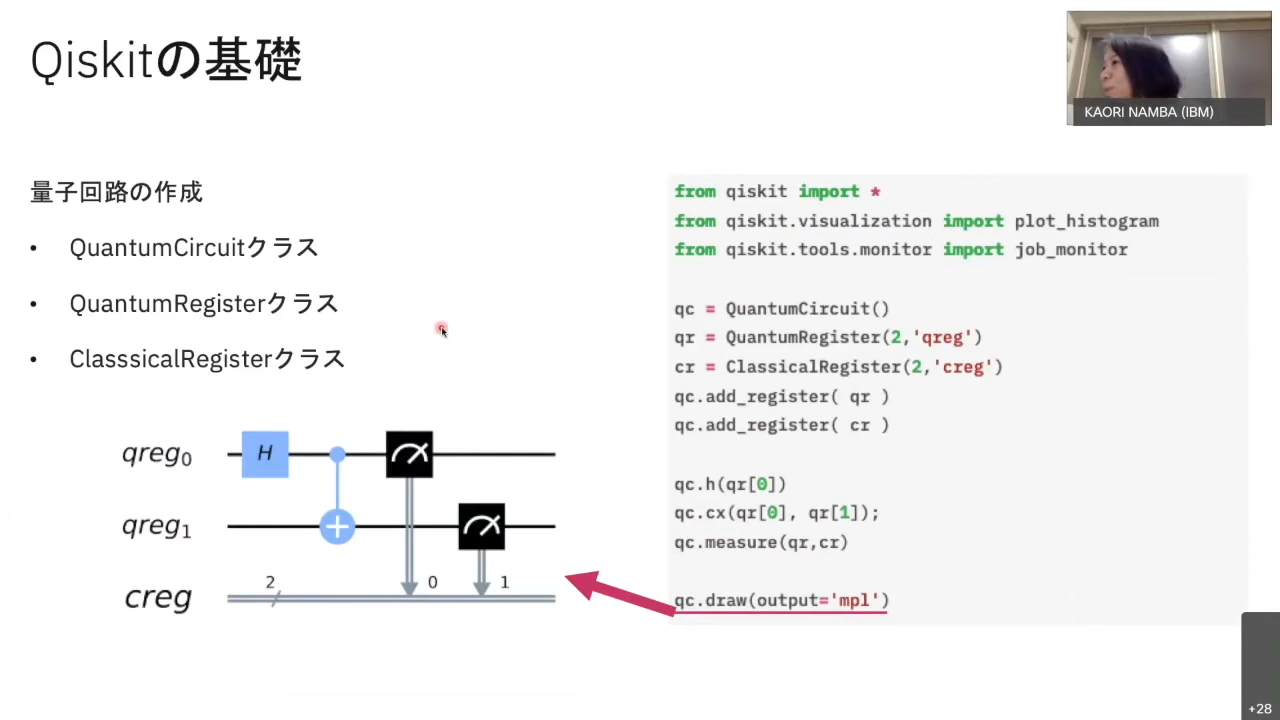 Qiskitの基礎
KAORI NAMBA (IBM)
量子回路の作成
• QuantumCircuitクラス
• QuantumRegisterクラス
• ClasssicalRegisterクラス
from qiskit import *
from qiskit.visualization import plot_histogram
from qiskit.tools.monitor import job_monitor
qc = QuantumCircuit()
qr = QuantumRegister(2,'qreg')
cr = ClassicalRegister(2,'creg')
qc.add_register( qr )
qc.add_register( cr )
qc.h(qr[0])
qc.cx(qr[0], qr[1]);
qc.measure(qr,cr)
qc.draw(output='mpl')
qreg₀ H
qreg₁
creg 2 0 1
+28